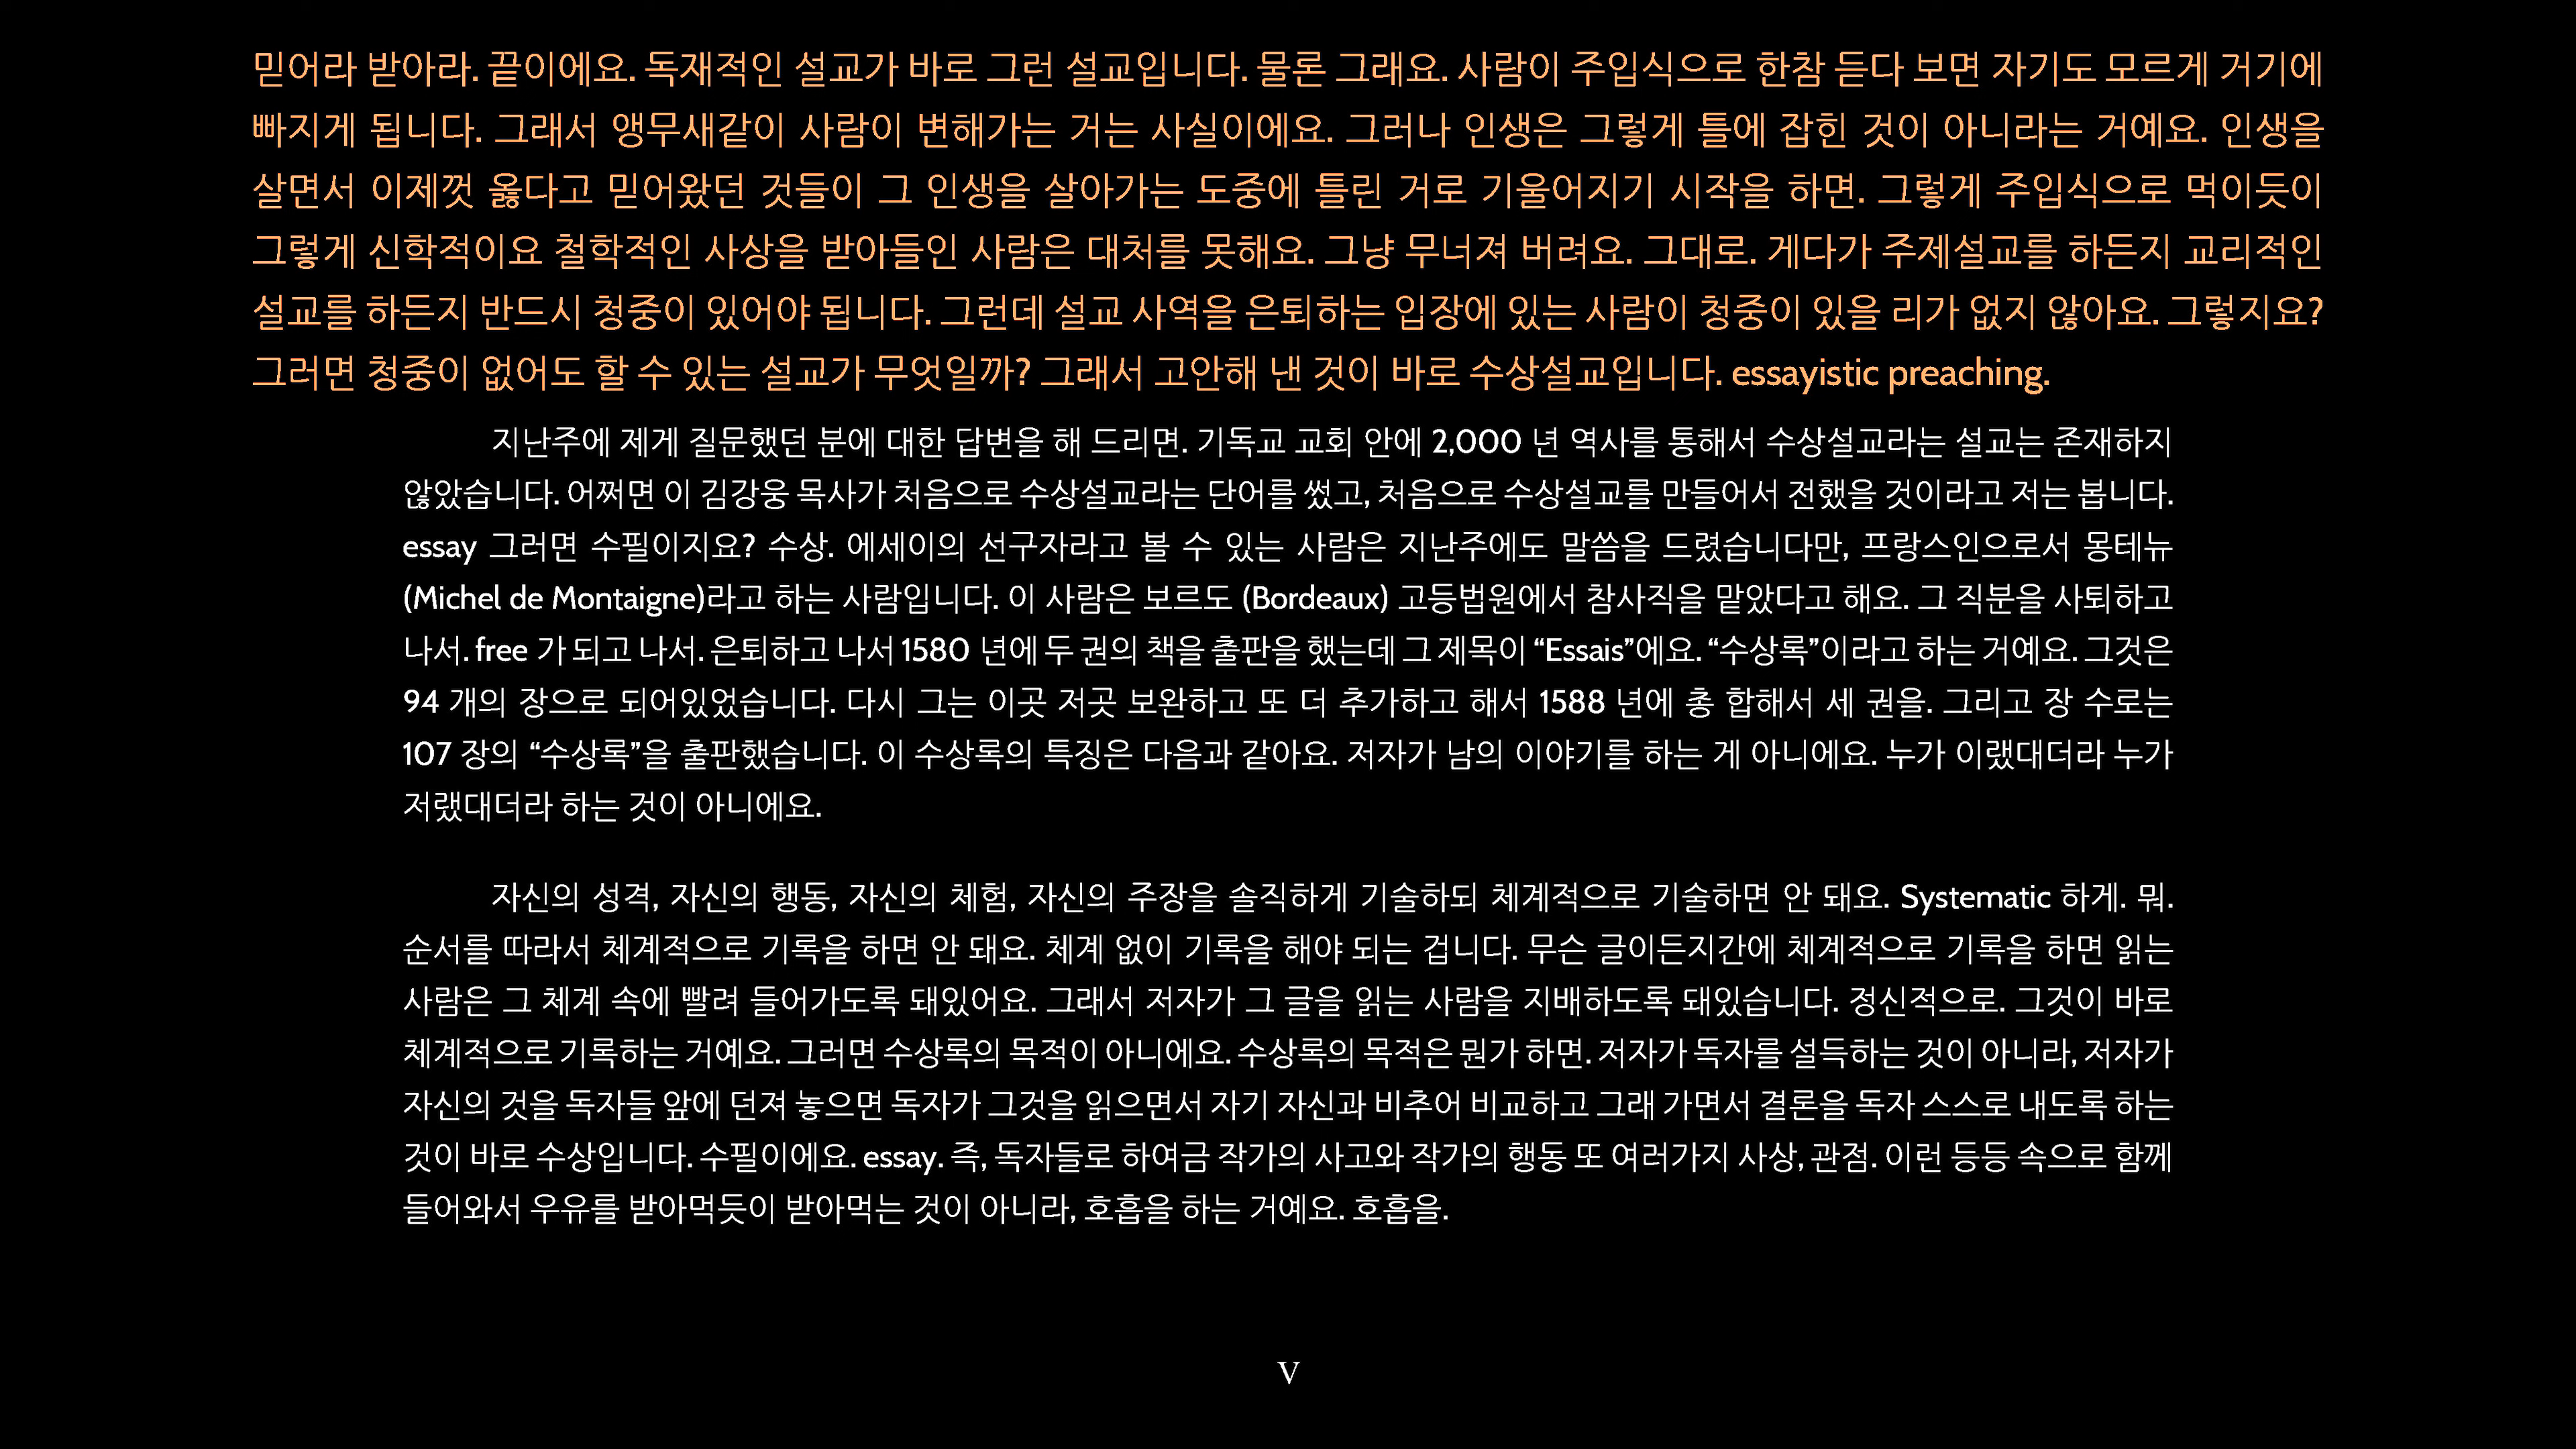 믿어라 받아라. 끝이에요. 독재적인 설교가 바로 그런 설교입니다. 물론 그래요. 사람이 주입식으로 한참 듣다 보면 자기도 모르게 거기에
빠지게 됩니다. 그래서 앵무새같이 사람이 변해가는 거는 사실이에요. 그러나 인생은 그렇게 틀에 잡힌 것이 아니라는 거예요. 인생을
살면서 이제껏 옳다고 믿어왔던 것들이 그 인생을 살아가는 도중에 틀린 거로 기울어지기 시작을 하면. 그렇게 주입식으로 먹이듯이
그렇게 신학적이요 철학적인 사상을 받아들인 사람은 대처를 못해요. 그냥 무너져 버려요. 그대로. 게다가 주제설교를 하든지 교리적인
설교를 하든지 반드시 청중이 있어야 됩니다. 그런데 설교 사역을 은퇴하는 입장에 있는 사람이 청중이 있을 리가 없지 않아요. 그렇지요?
그러면 청중이 없어도 할 수 있는 설교가 무엇일까? 그래서 고안해 낸 것이 바로 수상설교입니다. essayistic preaching.
지난주에 제게 질문했던 분에 대한 답변을 해 드리면. 기독교 교회 안에 2,000 년 역사를 통해서 수상설교라는 설교는 존재하지
않았습니다. 어쩌면 이 김강웅 목사가 처음으로 수상설교라는 단어를 썼고, 처음으로 수상설교를 만들어서 전했을 것이라고 저는 봅니다.
essay 그러면 수필이지요? 수상. 에세이의 선구자라고 볼 수 있는 사람은 지난주에도 말씀을 드렸습니다만, 프랑스인으로서 몽테뉴
(Michel de Montaigne)라고 하는 사람입니다. 이 사람은 보르도 (Bordeaux) 고등법원에서 참사직을 맡았다고 해요. 그 직분을 사퇴하고
나서. free 가 되고 나서. 은퇴하고 나서 1580 년에 두 권의 책을 출판을 했는데 그 제목이 “Essais”에요. “수상록”이라고 하는 거예요. 그것은
94 개의 장으로 되어있었습니다. 다시 그는 이곳 저곳 보완하고 또 더 추가하고 해서 1588 년에 총 합해서 세 권을. 그리고 장 수로는
107 장의 “수상록”을 출판했습니다. 이 수상록의 특징은 다음과 같아요. 저자가 남의 이야기를 하는 게 아니에요. 누가 이랬대더라 누가
저랬대더라 하는 것이 아니에요.
자신의 성격, 자신의 행동, 자신의 체험, 자신의 주장을 솔직하게 기술하되 체계적으로 기술하면 안 돼요. Systematic 하게. 뭐.
순서를 따라서 체계적으로 기록을 하면 안 돼요. 체계 없이 기록을 해야 되는 겁니다. 무슨 글이든지간에 체계적으로 기록을 하면 읽는
사람은 그 체계 속에 빨려 들어가도록 돼있어요. 그래서 저자가 그 글을 읽는 사람을 지배하도록 돼있습니다. 정신적으로. 그것이 바로
체계적으로 기록하는 거예요. 그러면 수상록의 목적이 아니에요. 수상록의 목적은 뭔가 하면. 저자가 독자를 설득하는 것이 아니라, 저자가
자신의 것을 독자들 앞에 던져 놓으면 독자가 그것을 읽으면서 자기 자신과 비추어 비교하고 그래 가면서 결론을 독자 스스로 내도록 하는
것이 바로 수상입니다. 수필이에요. essay. 즉, 독자들로 하여금 작가의 사고와 작가의 행동 또 여러가지 사상, 관점. 이런 등등 속으로 함께
들어와서 우유를 받아먹듯이 받아먹는 것이 아니라, 호흡을 하는 거예요. 호흡을.
V